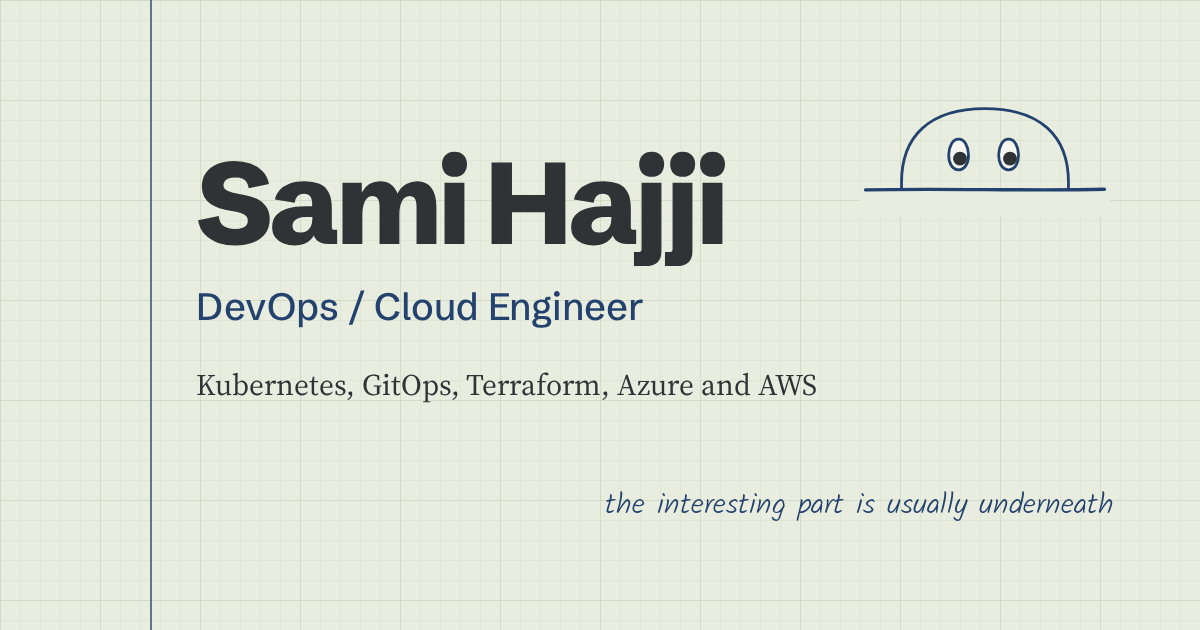 Sami Hajji
DevOps / Cloud Engineer
Kubernetes, GitOps, Terraform, Azure and AWS
the interesting part is usually underneath